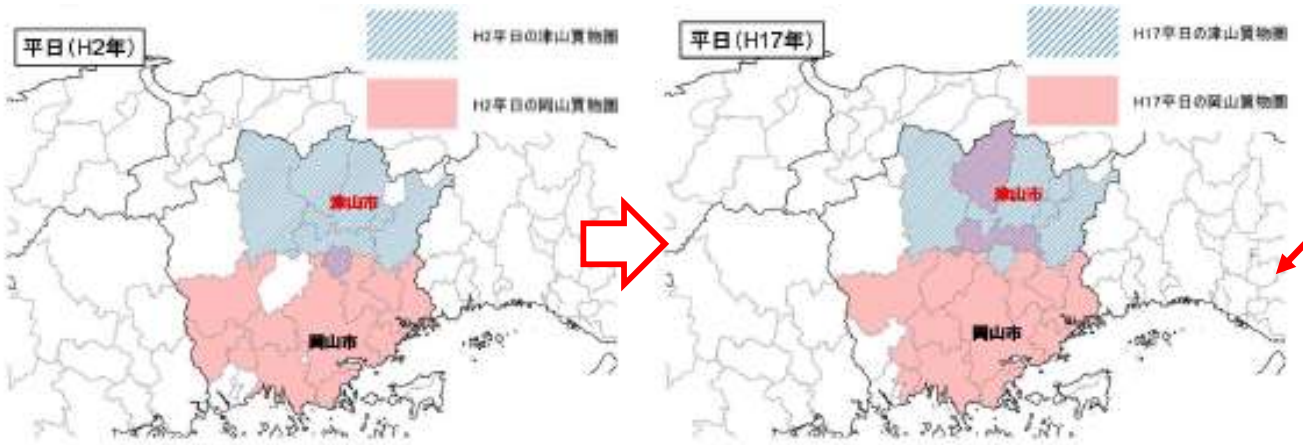 平日(H2年)
H2平日の津山買物圏
H2平日の岡山買物圏
津山市
岡山市
平日(H17年)
H17平日の津山買物圏
H17平日の岡山買物圏
津山市
岡山市